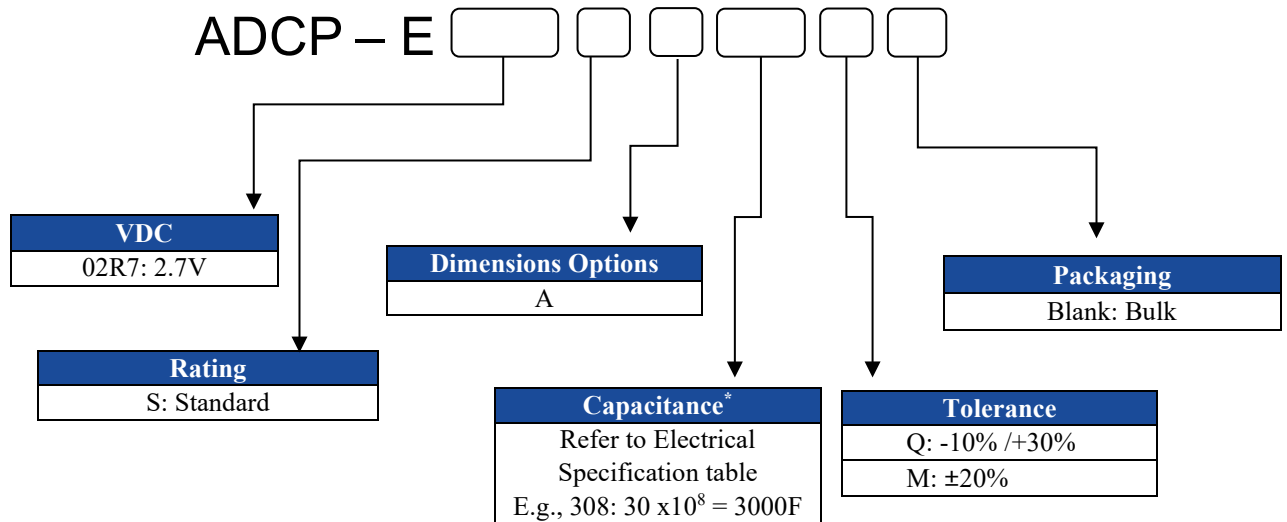 ADCP – E
VDC
02R7: 2.7V
Rating
S: Standard
Dimensions Options
A
Capacitance*
Refer to Electrical
Specification table
E.g., 308: 30 x10⁸ = 3000F
Tolerance
Q: -10% /+30%
M: ±20%
Packaging
Blank: Bulk